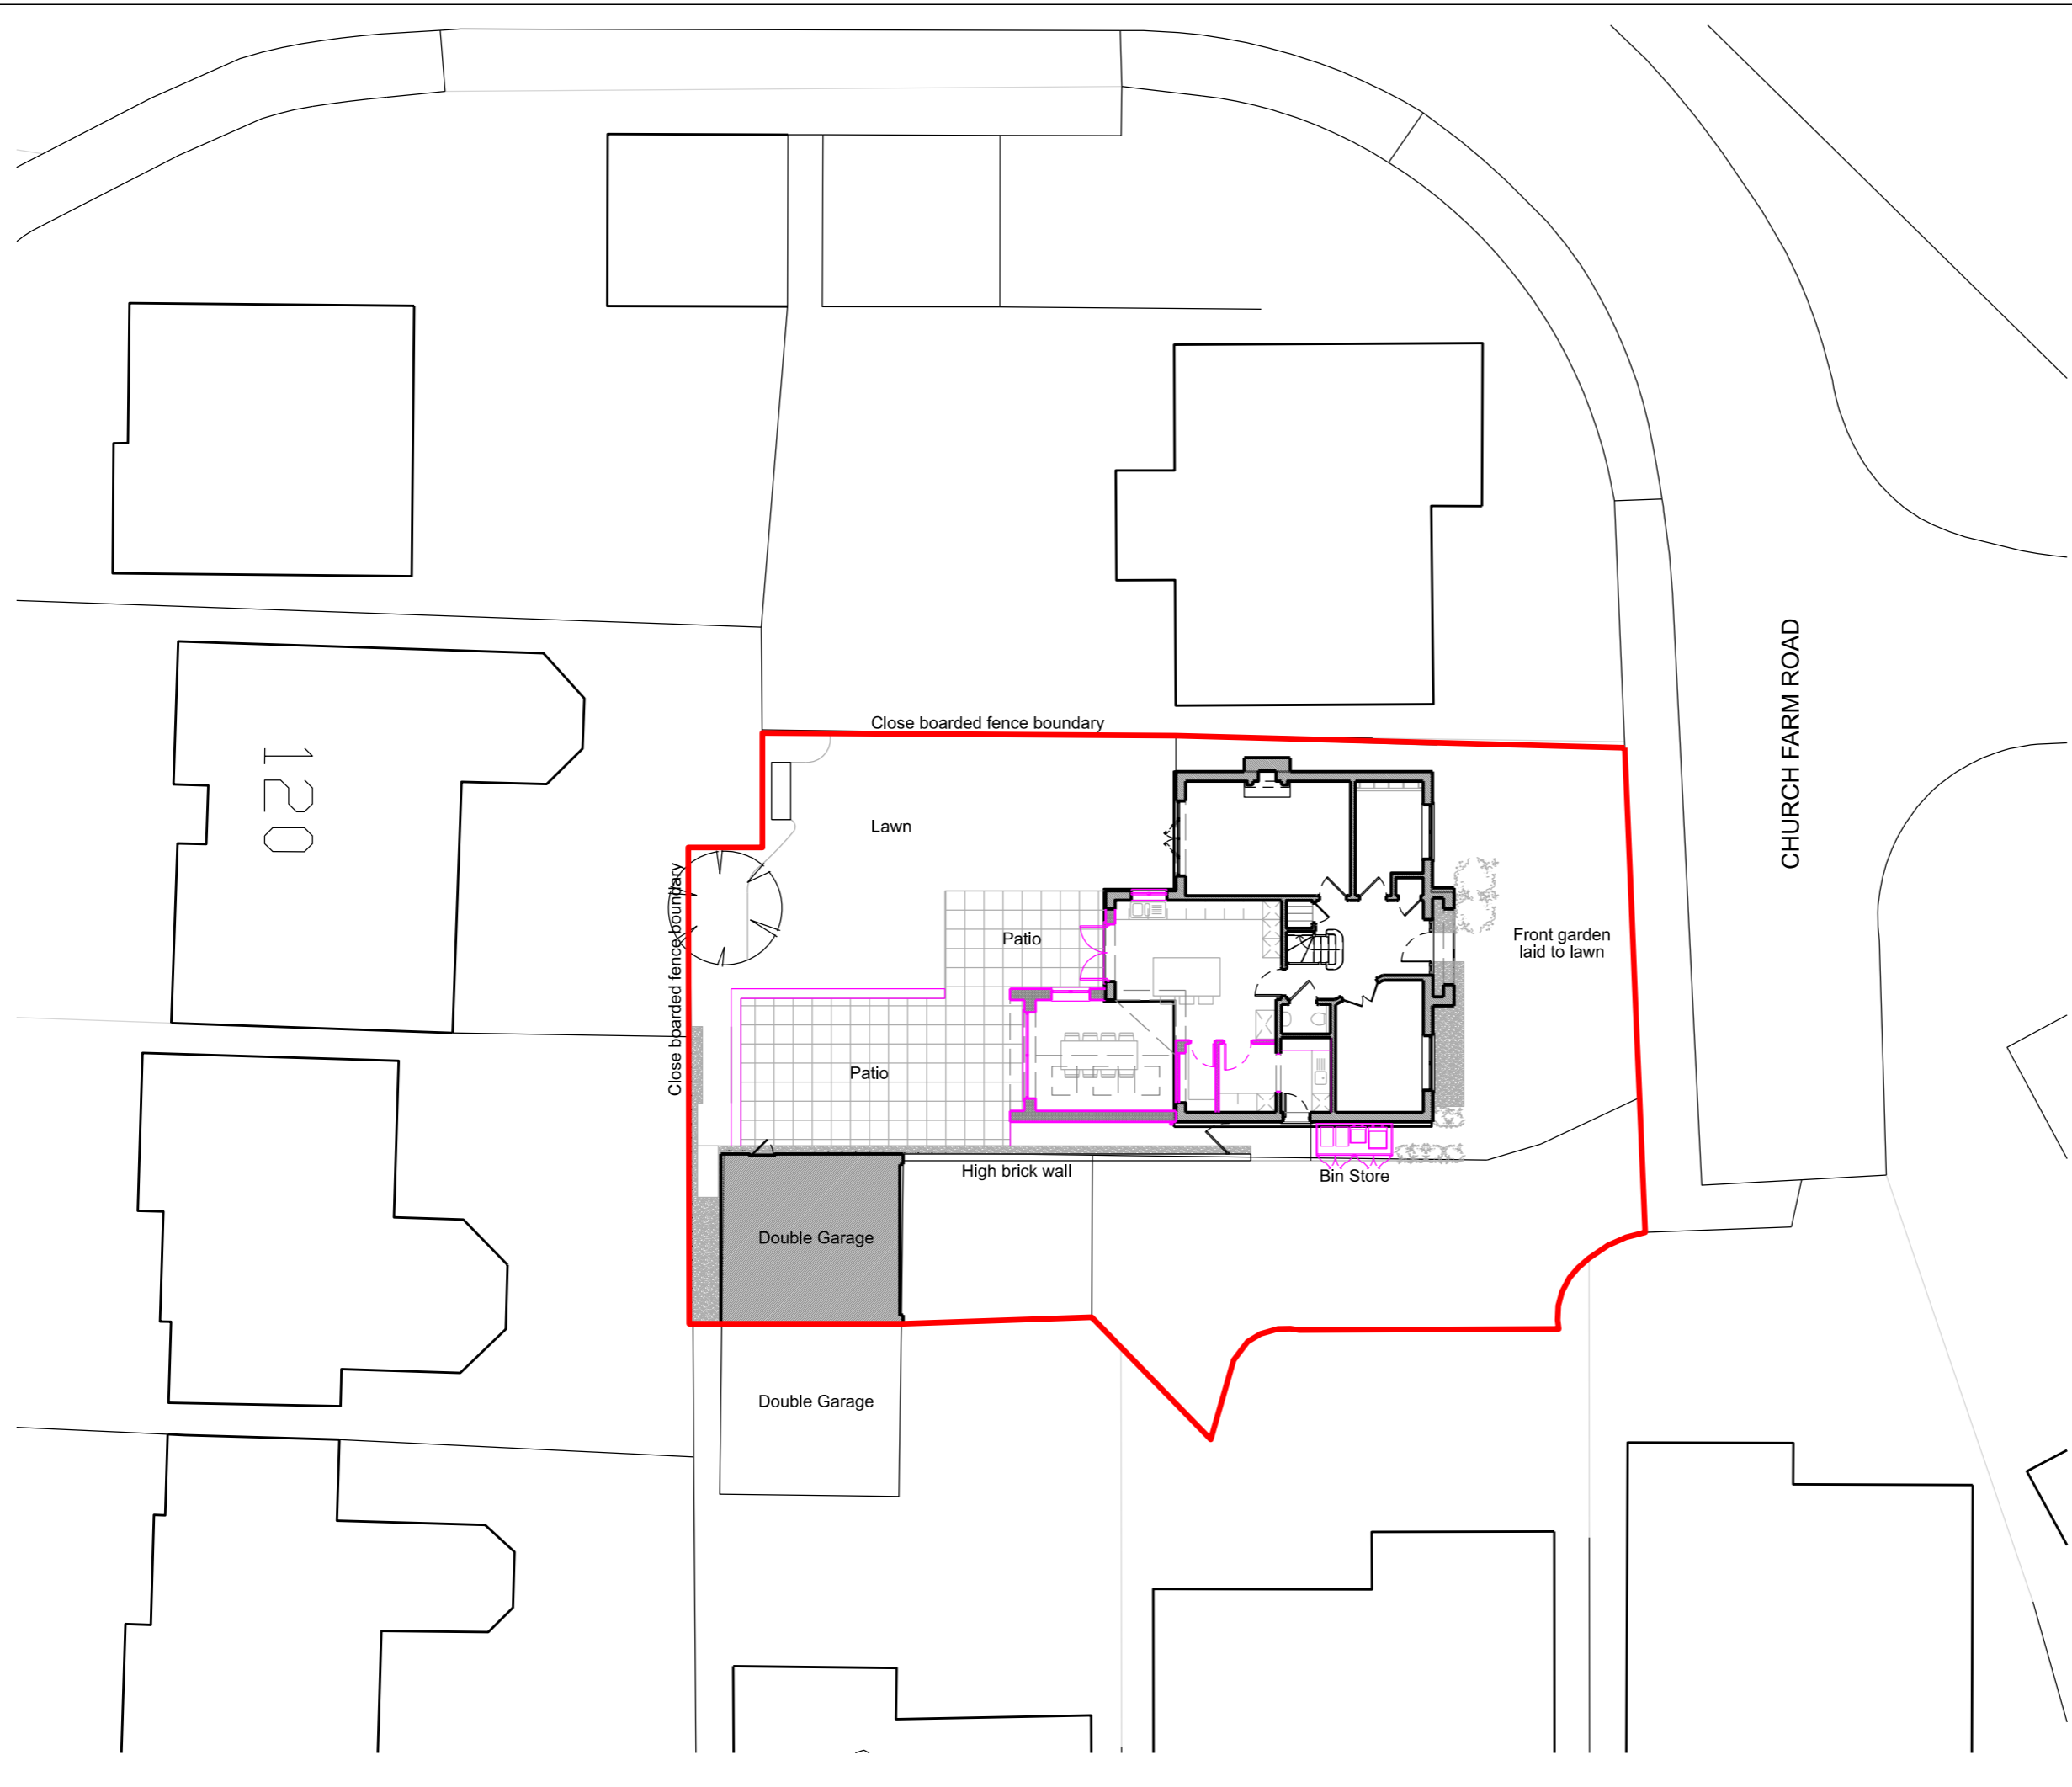 CHURCH FARM ROAD
Close boarded fence boundary
120
Lawn
Close boarded fence boundary
Patio
Front garden
laid to lawn
Patio
High brick wall
Bin Store
Double Garage
Double Garage